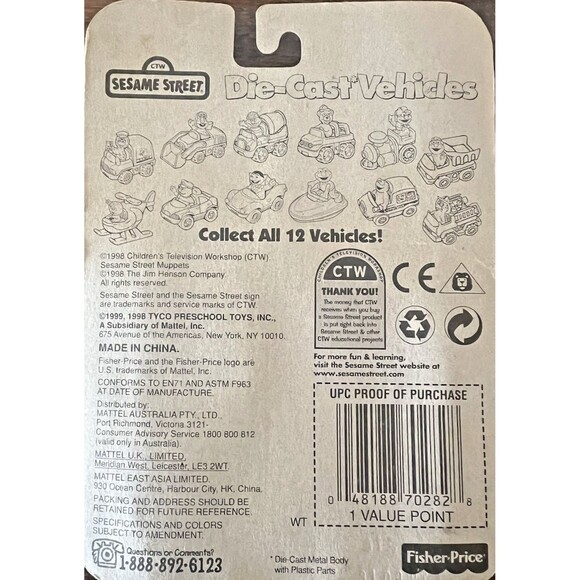 CTW
SESAME STREET
Die-Cast* Vehicles
Collect All 12 Vehicles!
©1998 Children's Television Workshop (CTW)
Sesame Street Muppets
©1998 The Jim Henson Company
All rights reserved.
Sesame Street and the Sesame Street sign
are trademarks and service marks of CTW.
©1999, 1998 TYCO PRESCHOOL TOYS, INC.,
A Subsidiary of Mattel, Inc.
675 Avenue of the Americas, New York, NY 10010.
MADE IN CHINA.
Fisher-Price and the Fisher-Price logo are
U.S. trademarks of Mattel, Inc.
CONFORMS TO EN71 AND ASTM F963
AT DATE OF MANUFACTURE.
Distributed by:
MATTEL AUSTRALIA PTY., LTD.,
Port Richmond, Victoria 3121-
Consumer Advisory Service 1800 800 812
(valid only in Australia).
MATTEL U.K., LIMITED,
Meridian West, Leicester, LE3 2WT
MATTEL EAST ASIA LIMITED.
930 Ocean Centre, Harbour City, HK, China.
PACKING AND ADDRESS SHOULD BE
RETAINED FOR FUTURE REFERENCE.
SPECIFICATIONS AND COLORS
SUBJECT TO AMENDMENT.
WT
Questions or Comments?
1-888-892-6123
CHILDREN'S TELEVISION WORKSHOP
CTW
THANK YOU!
The money that CTW
receives when you buy
a Sesame Street product
is put right back into
Sesame Street & other
CTW educational projects
CE
For more fun & learning,
visit the Sesame Street website at
www.sesamestreet.com
UPC PROOF OF PURCHASE
0 48188 70282 8
1 VALUE POINT
* Die-Cast Metal Body
with Plastic Parts
Fisher-Price®